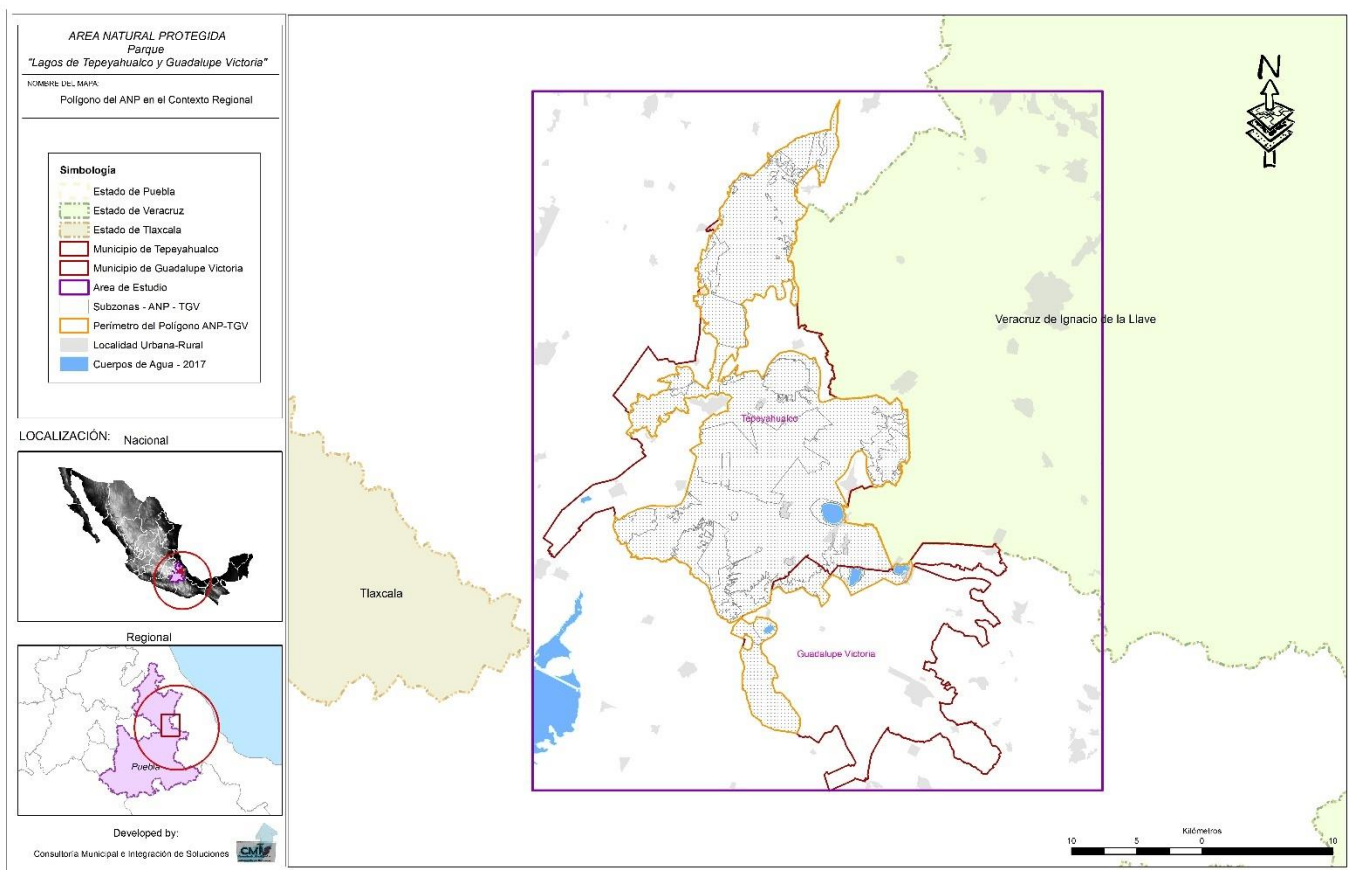 AREA NATURAL PROTEGIDA
Parque
"Lagos de Tepeyahualco y Guadalupe Victoria"
NOMBRE DEL MAPA:
Polígono del ANP en el Contexto Regional
Simbología
Estado de Puebla
Estado de Veracruz
Estado de Tlaxcala
Municipio de Tepeyahualco
Municipio de Guadalupe Victoria
Area de Estudio
Subzonas - ANP - TGV
Perímetro del Polígono ANP-TGV
Localidad Urbana-Rural
Cuerpos de Agua - 2017
LOCALIZACIÓN: Nacional
Regional
Puebla
Developed by:
Consultoría Municipal e Integración de Soluciones
N
Veracruz de Ignacio de la Llave
Tepeyahualco
Tlaxcala
Guadalupe Victoria
Kilómetros
10 5 0 10